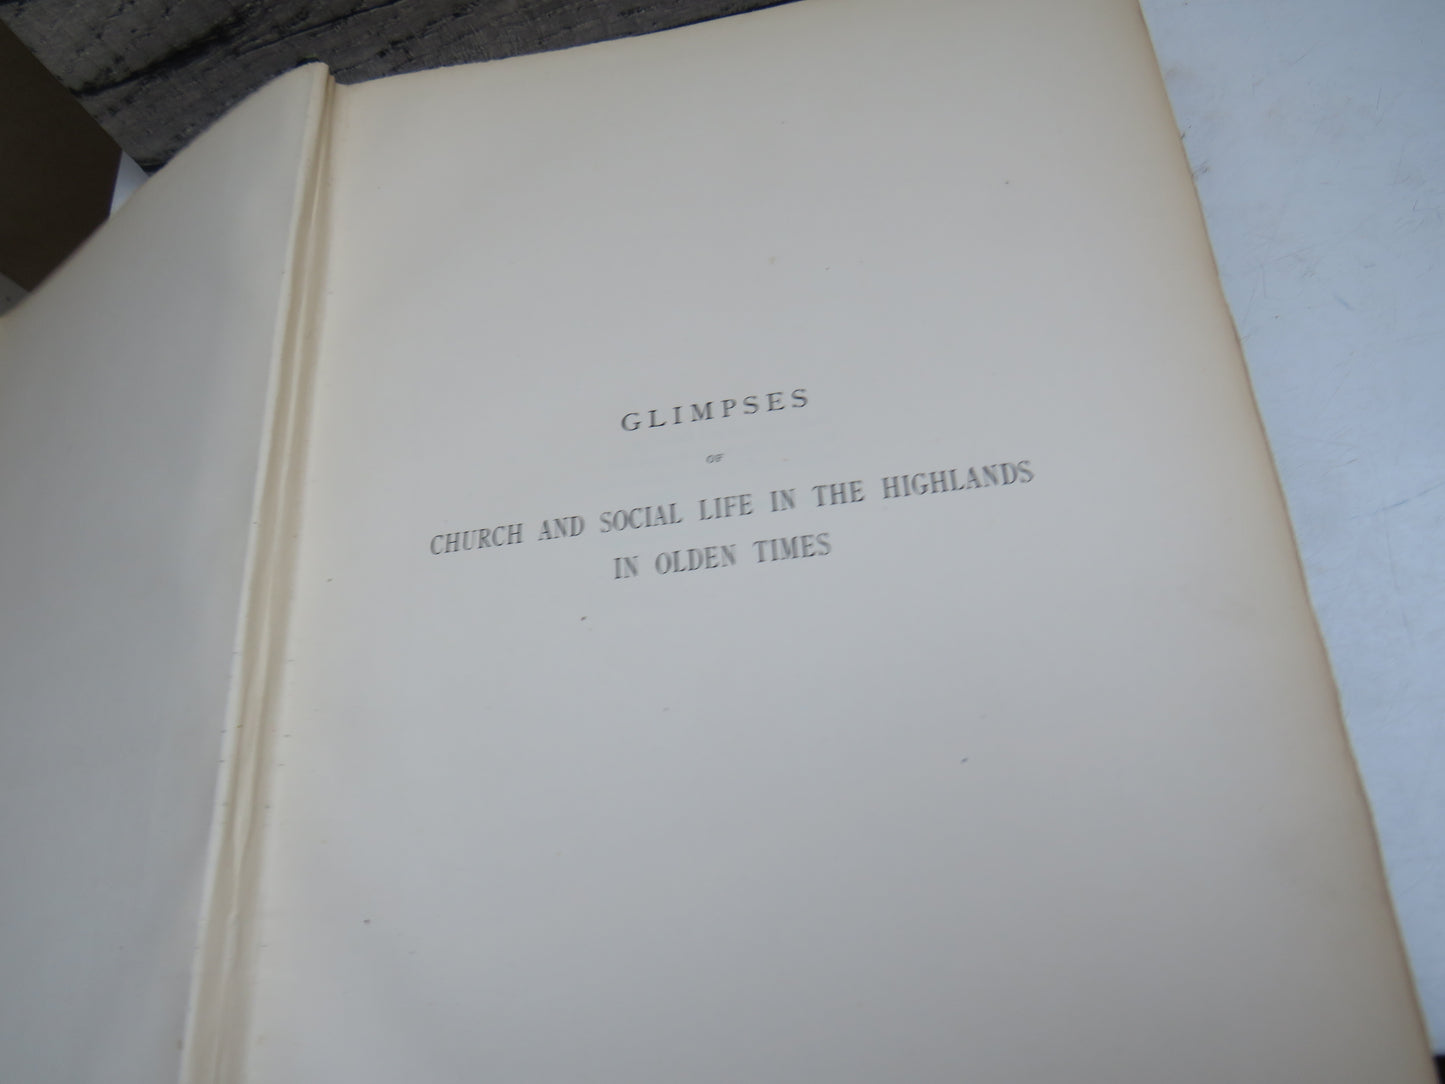 GLIMPSES
OF
CHURCH AND SOCIAL LIFE IN THE HIGHLANDS
IN OLDEN TIMES